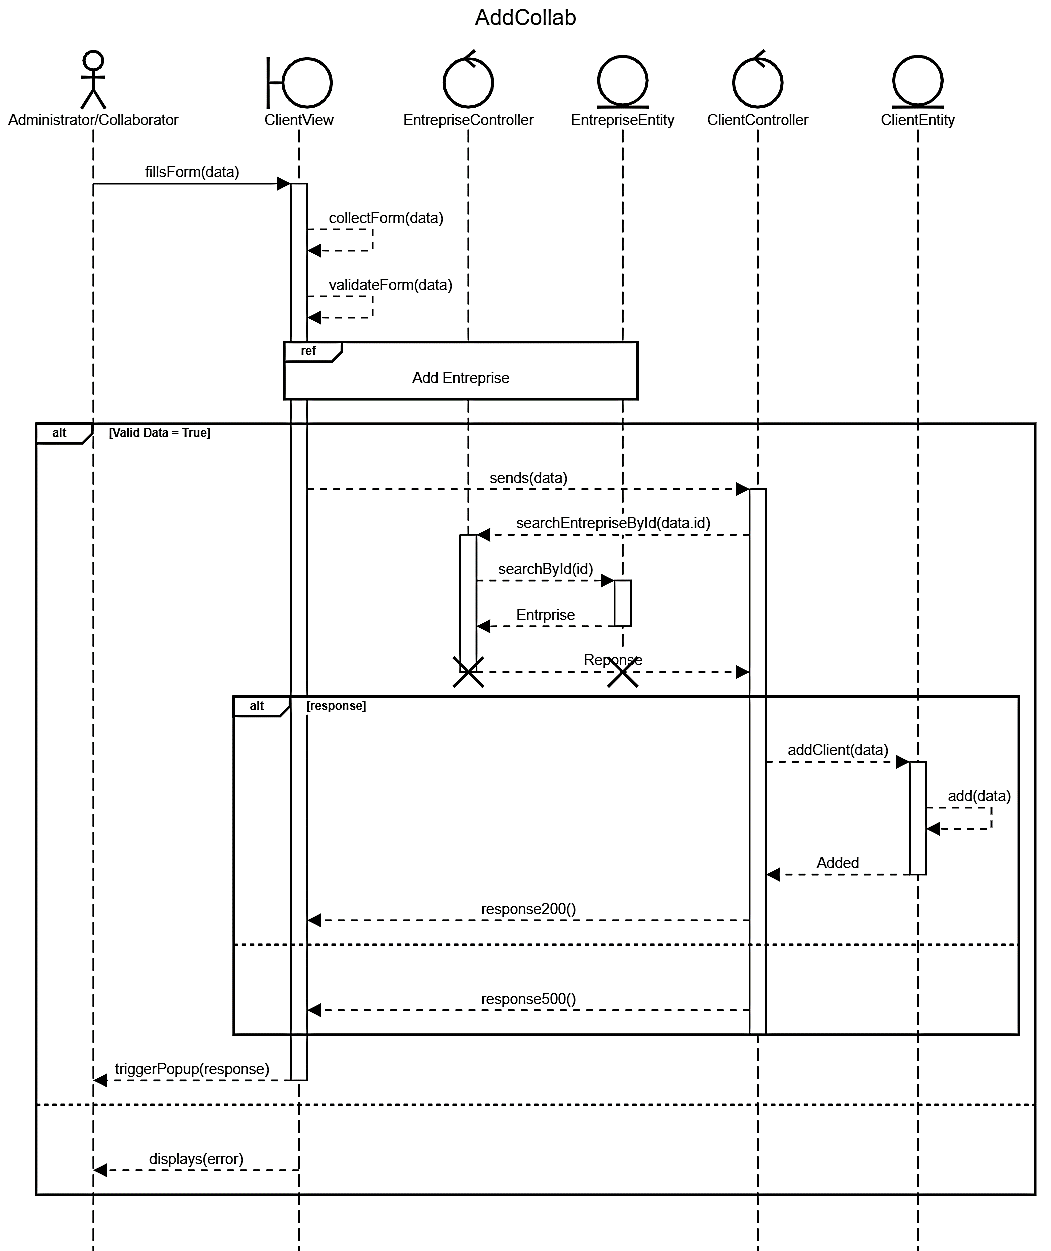 AddCollab
Administrator/Collaborator
ClientView
EntrepriseController
EntrepriseEntity
ClientController
ClientEntity
fillsForm(data)
collectForm(data)
validateForm(data)
ref
Add Entreprise
alt
[Valid Data = True]
sends(data)
searchEntrepriseById(data.id)
searchById(id)
Entrprise
Reponse
alt
[response]
addClient(data)
add(data)
Added
response200()
response500()
triggerPopup(response)
displays(error)